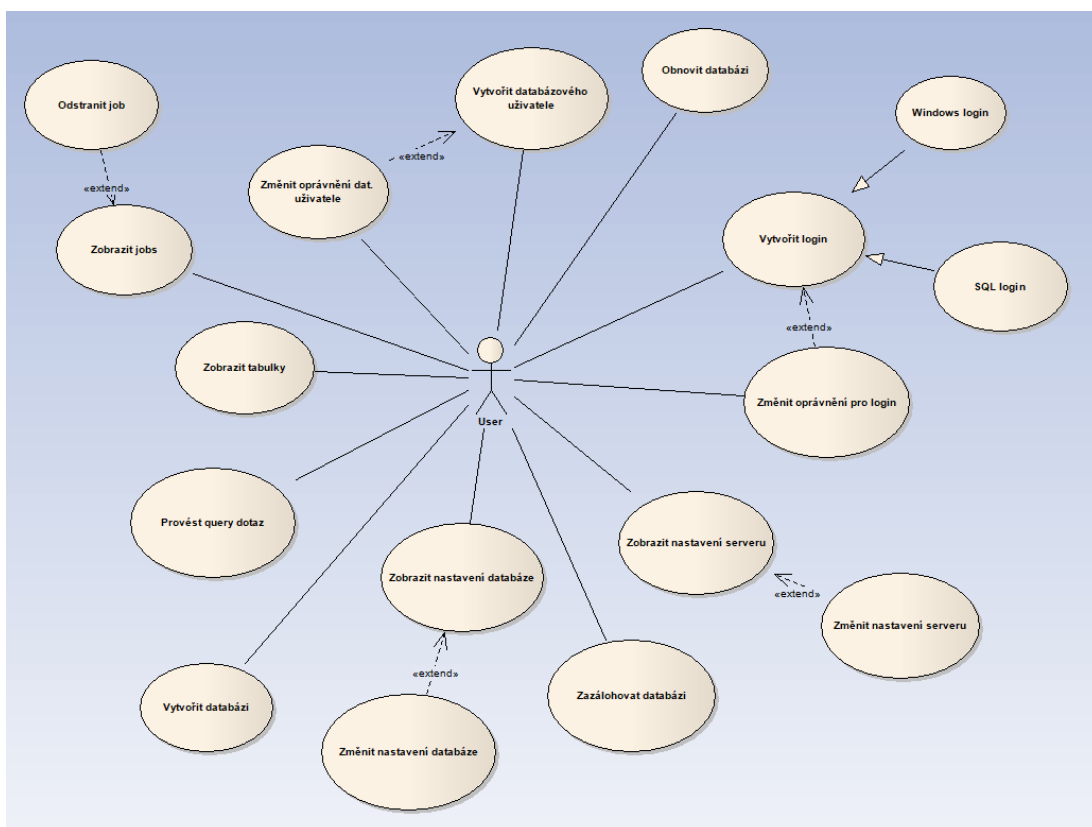 Odstranit job
«extend»
Zobrazit jobs
Vytvořit databázového
uživatele
«extend»
Změnit oprávnění dat.
uživatele
Obnovit databázi
Windows login
Vytvořit login
SQL login
«extend»
Změnit oprávnění pro login
Zobrazit tabulky
User
Provést query dotaz
Zobrazit nastavení serveru
«extend»
Změnit nastavení serveru
Zobrazit nastavení databáze
«extend»
Změnit nastavení databáze
Zazálohovat databázi
Vytvořit databázi